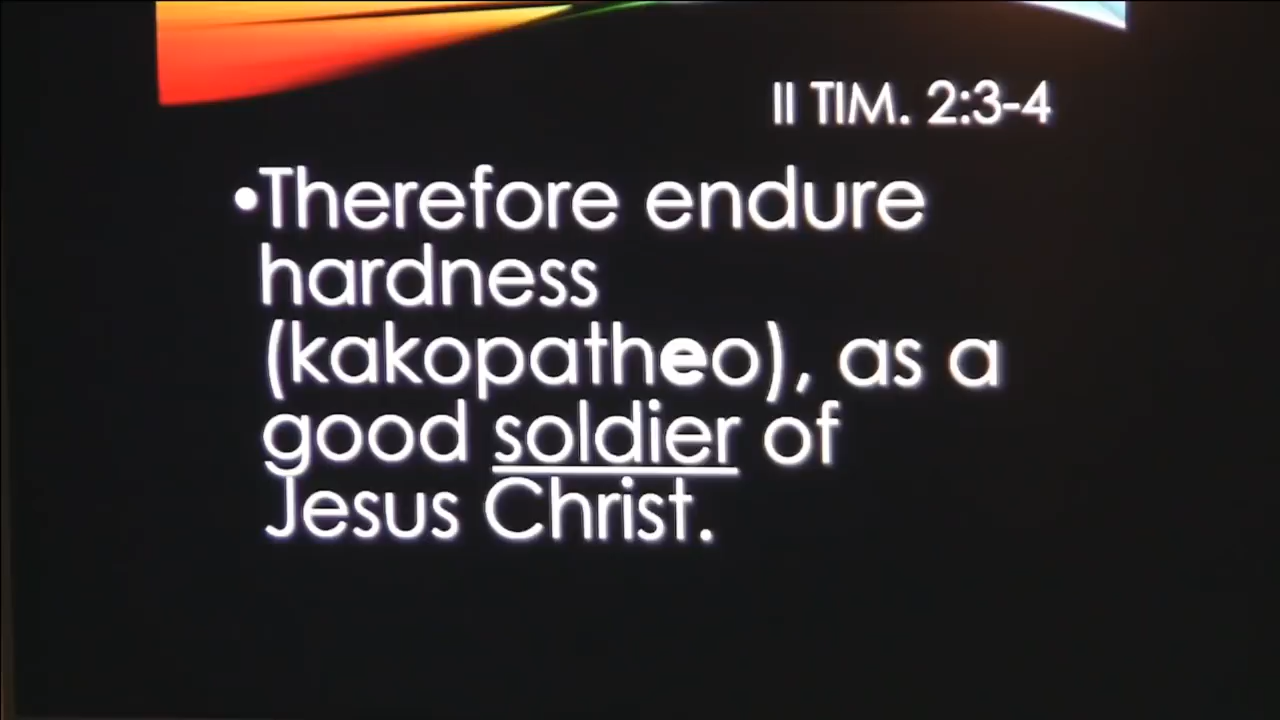 II TIM. 2:3-4
•Therefore endure
hardness
(kakopatheo), as a
good soldier of
Jesus Christ.